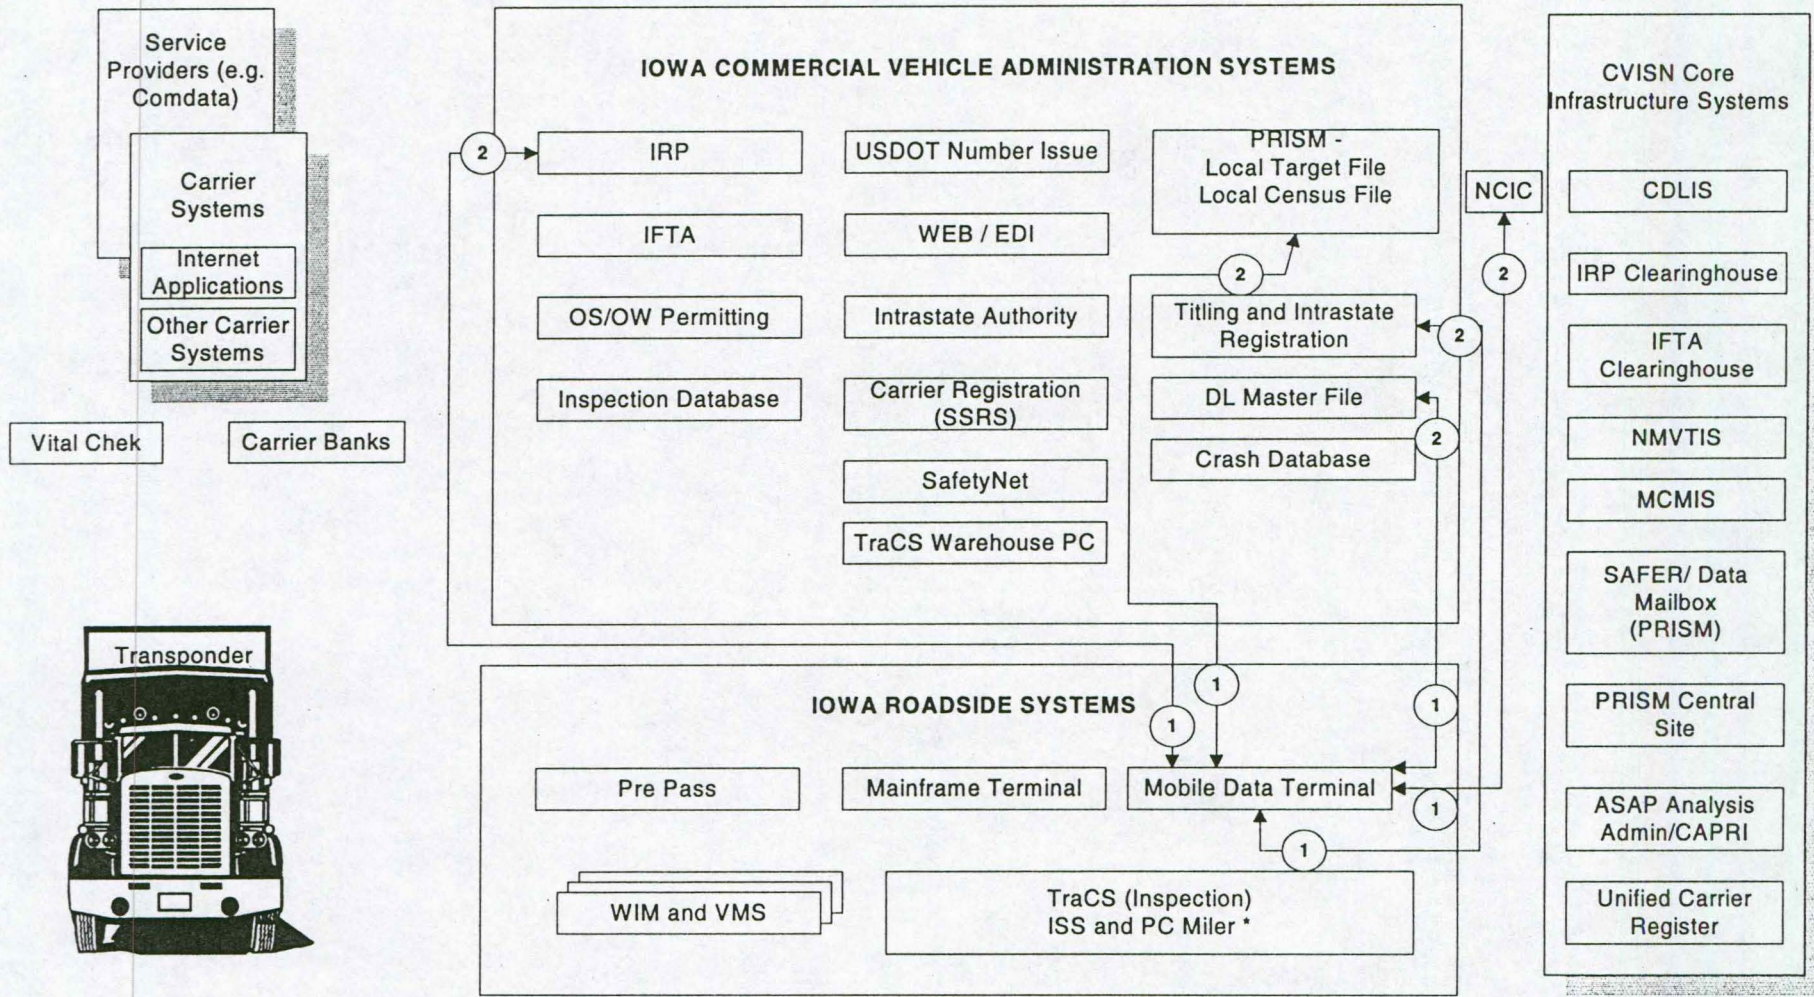 Service
Providers (e.g.
Comdata)
Carrier
Systems
Internet
Applications
Other Carrier
Systems
Vital Chek
Carrier Banks
Transponder
IOWA COMMERCIAL VEHICLE ADMINISTRATION SYSTEMS
2
IRP
IFTA
OS/OW Permitting
Inspection Database
USDOT Number Issue
WEB / EDI
Intrastate Authority
Carrier Registration
(SSRS)
SafetyNet
TraCS Warehouse PC
PRISM -
Local Target File
Local Census File
2
Titling and Intrastate
Registration
2
DL Master File
2
Crash Database
NCIC
2
IOWA ROADSIDE SYSTEMS
1
1
1
Pre Pass
Mainframe Terminal
Mobile Data Terminal
1
1
WIM and VMS
TraCS (Inspection)
ISS and PC Miler *
CVISN Core
Infrastructure Systems
CDLIS
IRP Clearinghouse
IFTA
Clearinghouse
NMVTIS
MCMIS
SAFER/ Data
Mailbox
(PRISM)
PRISM Central
Site
ASAP Analysis
Admin/CAPRI
Unified Carrier
Register